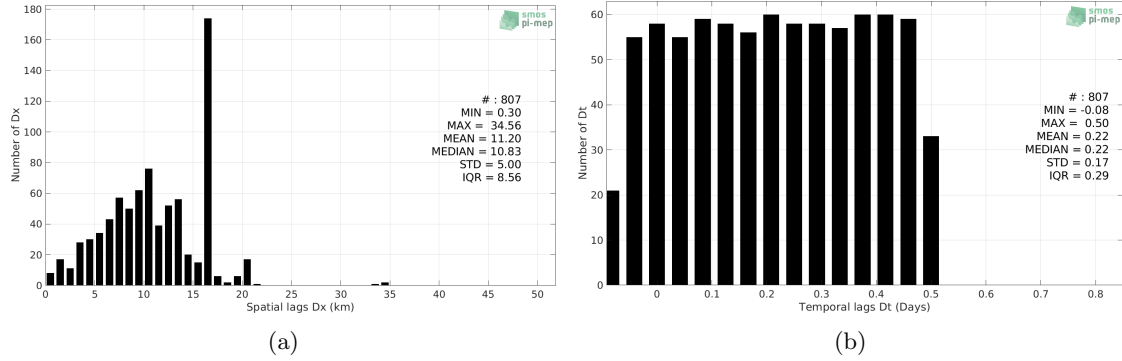 180
160
140
120
100
80
60
40
20
0
Number of Dx
0 5 10 15 20 25 30 35 40 45 50
Spatial lags Dx (km)
smos
pi-mep
# : 807
MIN = 0.30
MAX = 34.56
MEAN = 11.20
MEDIAN = 10.83
STD = 5.00
IQR = 8.56
(a)
60
50
40
30
20
10
0
Number of Dt
0 0.1 0.2 0.3 0.4 0.5 0.6 0.7 0.8
Temporal lags Dt (Days)
smos
pi-mep
# : 807
MIN = -0.08
MAX = 0.50
MEAN = 0.22
MEDIAN = 0.22
STD = 0.17
IQR = 0.29
(b)